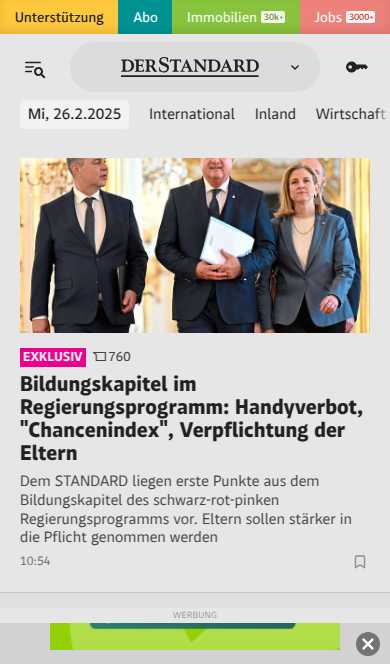 Unterstützung Abo Immobilien 30k+ Jobs 3000+
DERSTANDARD
Mi, 26.2.2025 International Inland Wirtschaft
EXKLUSIV 760
Bildungskapitel im
Regierungsprogramm: Handyverbot,
"Chancenindex", Verpflichtung der
Eltern
Dem STANDARD liegen erste Punkte aus dem
Bildungskapitel des schwarz-rot-pinken
Regierungsprogramms vor. Eltern sollen stärker in
die Pflicht genommen werden
10:54
WERBUNG